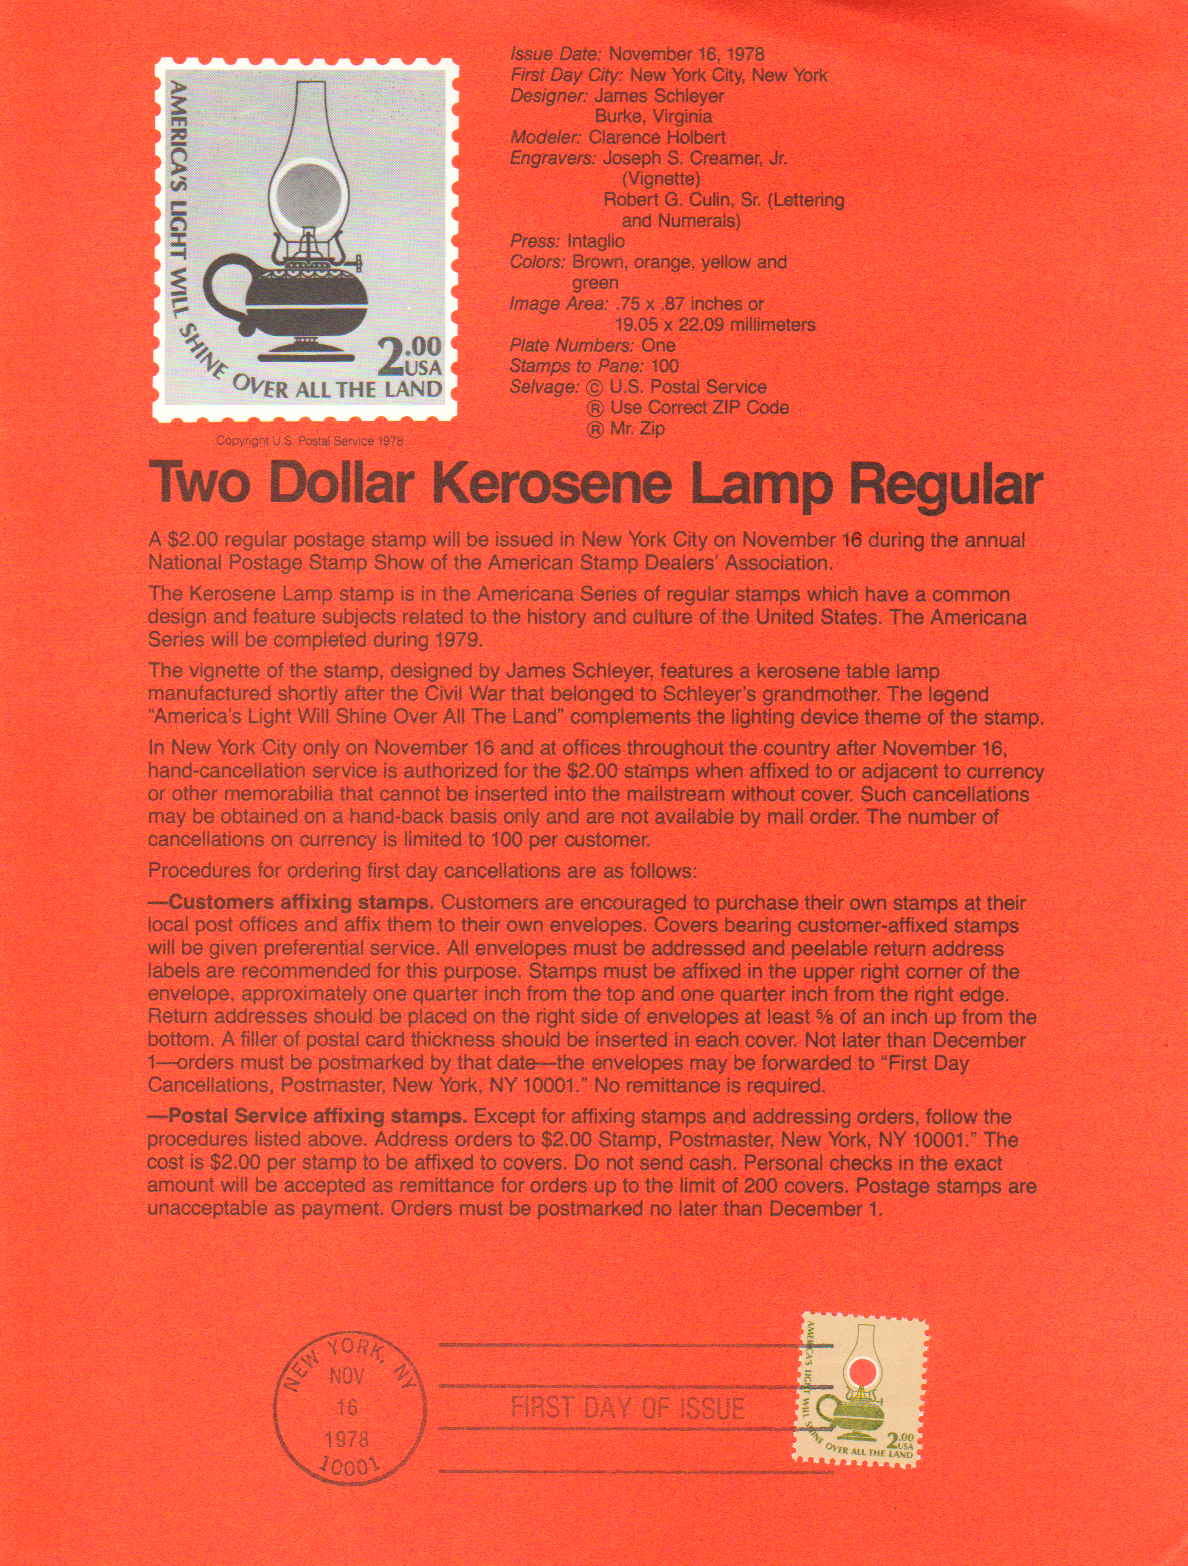 AMERICA'S LIGHT WILL SHINE OVER ALL THE LAND
2.00
USA
Copyright U.S. Postal Service 1978
Issue Date: November 16, 1978
First Day City: New York City, New York
Designer: James Schleyer
Burke, Virginia
Modeler: Clarence Holbert
Engravers: Joseph S. Creamer, Jr.
(Vignette)
Robert G. Culin, Sr. (Lettering
and Numerals)
Press: Intaglio
Colors: Brown, orange, yellow and
green
Image Area: .75 x .87 inches or
19.05 x 22.09 millimeters
Plate Numbers: One
Stamps to Pane: 100
Selvage: © U.S. Postal Service
® Use Correct ZIP Code
® Mr. Zip
Two Dollar Kerosene Lamp Regular
A $2.00 regular postage stamp will be issued in New York City on November 16 during the annual
National Postage Stamp Show of the American Stamp Dealers' Association.
The Kerosene Lamp stamp is in the Americana Series of regular stamps which have a common
design and feature subjects related to the history and culture of the United States. The Americana
Series will be completed during 1979.
The vignette of the stamp, designed by James Schleyer, features a kerosene table lamp
manufactured shortly after the Civil War that belonged to Schleyer's grandmother. The legend
“America's Light Will Shine Over All The Land” complements the lighting device theme of the stamp.
In New York City only on November 16 and at offices throughout the country after November 16,
hand-cancellation service is authorized for the $2.00 stamps when affixed to or adjacent to currency
or other memorabilia that cannot be inserted into the mailstream without cover. Such cancellations
may be obtained on a hand-back basis only and are not available by mail order. The number of
cancellations on currency is limited to 100 per customer.
Procedures for ordering first day cancellations are as follows:
—Customers affixing stamps. Customers are encouraged to purchase their own stamps at their
local post offices and affix them to their own envelopes. Covers bearing customer-affixed stamps
will be given preferential service. All envelopes must be addressed and peelable return address
labels are recommended for this purpose. Stamps must be affixed in the upper right corner of the
envelope, approximately one quarter inch from the top and one quarter inch from the right edge.
Return addresses should be placed on the right side of envelopes at least ⅝ of an inch up from the
bottom. A filler of postal card thickness should be inserted in each cover. Not later than December
1—orders must be postmarked by that date—the envelopes may be forwarded to “First Day
Cancellations, Postmaster, New York, NY 10001.” No remittance is required.
—Postal Service affixing stamps. Except for affixing stamps and addressing orders, follow the
procedures listed above. Address orders to $2.00 Stamp, Postmaster, New York, NY 10001.” The
cost is $2.00 per stamp to be affixed to covers. Do not send cash. Personal checks in the exact
amount will be accepted as remittance for orders up to the limit of 200 covers. Postage stamps are
unacceptable as payment. Orders must be postmarked no later than December 1.
NEW YORK, NY
NOV
16
1978
10001
FIRST DAY OF ISSUE
AMERICA'S LIGHT WILL SHINE OVER ALL THE LAND
2.00
USA